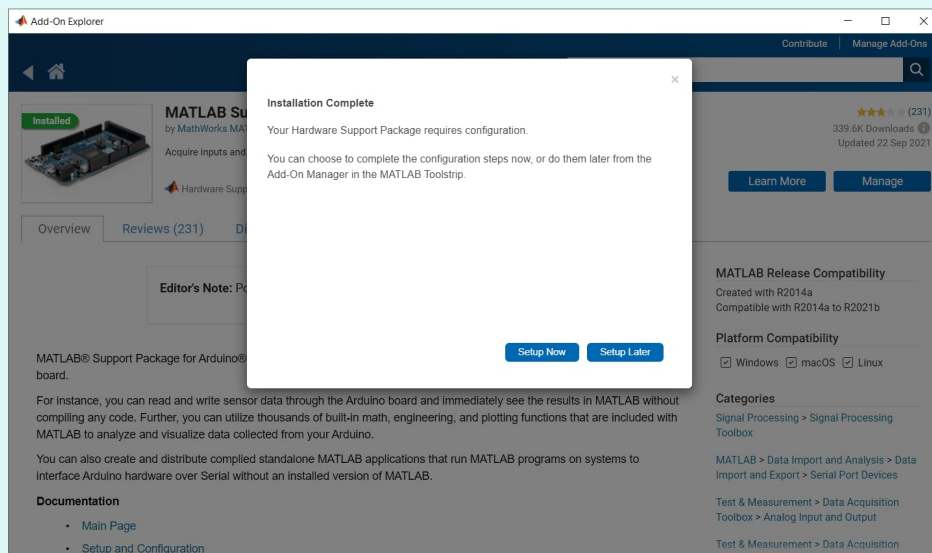 Add-On Explorer
Contribute Manage Add-Ons
Installed
MATLAB Su
by MathWorks MA
Acquire inputs and
Hardware Supp
(231)
339.6K Downloads
Updated 22 Sep 2021
Learn More Manage
Installation Complete
Your Hardware Support Package requires configuration.
You can choose to complete the configuration steps now, or do them later from the
Add-On Manager in the MATLAB Toolstrip.
Setup Now Setup Later
Overview Reviews (231) Di
Editor's Note: Po
MATLAB® Support Package for Arduino®
board.
For instance, you can read and write sensor data through the Arduino board and immediately see the results in MATLAB without
compiling any code. Further, you can utilize thousands of built-in math, engineering, and plotting functions that are included with
MATLAB to analyze and visualize data collected from your Arduino.
You can also create and distribute complied standalone MATLAB applications that run MATLAB programs on systems to
interface Arduino hardware over Serial without an installed version of MATLAB.
Documentation
• Main Page
• Setup and Configuration
MATLAB Release Compatibility
Created with R2014a
Compatible with R2014a to R2021b
Platform Compatibility
Windows macOS Linux
Categories
Signal Processing > Signal Processing
Toolbox
MATLAB > Data Import and Analysis > Data
Import and Export > Serial Port Devices
Test & Measurement > Data Acquisition
Toolbox > Analog Input and Output
Test & Measurement > Data Acquisition